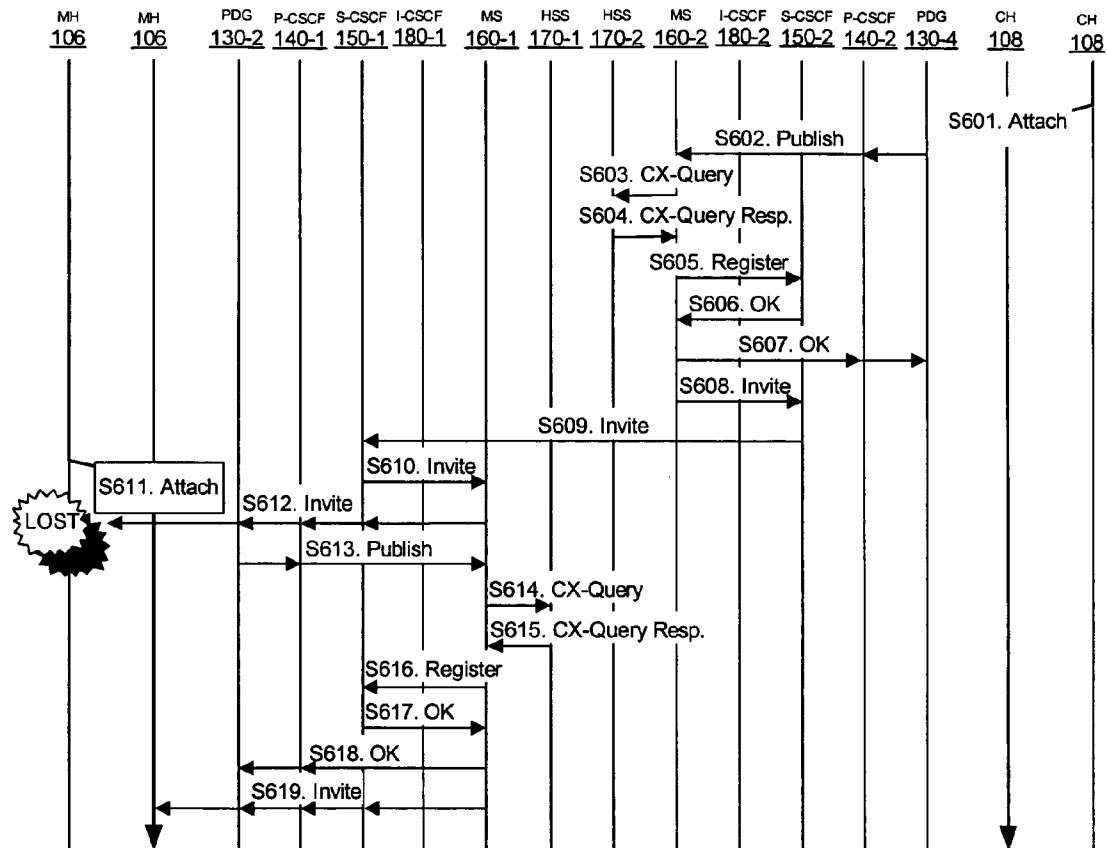 MH MH PDG P-CSCF S-CSCF I-CSCF MS HSS HSS MS I-CSCF S-CSCF P-CSCF PDG CH CH
106 106 130-2 140-1 150-1 180-1 160-1 170-1 170-2 160-2 180-2 150-2 140-2 130-4 108 108
S601. Attach
S602. Publish
S603. CX-Query
S604. CX-Query Resp.
S605. Register
S606. OK
S607. OK
S608. Invite
S609. Invite
S610. Invite
S611. Attach
S612. Invite
LOST
S613. Publish
S614. CX-Query
S615. CX-Query Resp.
S616. Register
S617. OK
S618. OK
S619. Invite